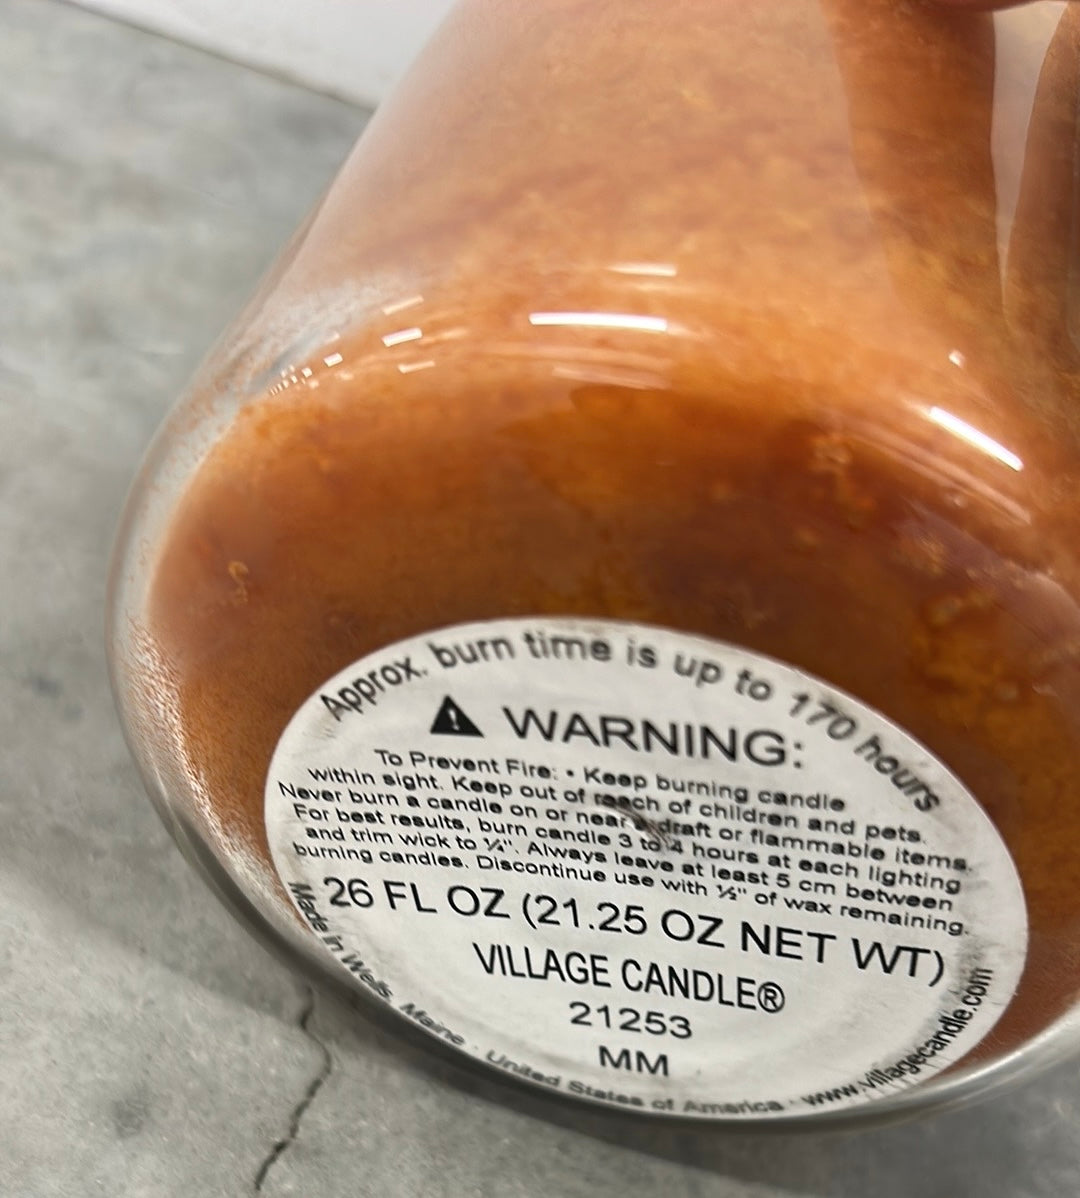 Approx. burn time is up to 170 hours
WARNING:
To Prevent Fire: • Keep burning candle
within sight. Keep out of reach of children and pets.
Never burn a candle on or near a draft or flammable items.
For best results, burn candle 3 to 4 hours at each lighting
and trim wick to ¼". Always leave at least 5 cm between
burning candles. Discontinue use with ½" of wax remaining.
26 FL OZ (21.25 OZ NET WT)
VILLAGE CANDLE®
21253
MM
Made in Wells, Maine · United States of America · www.villagecandle.com